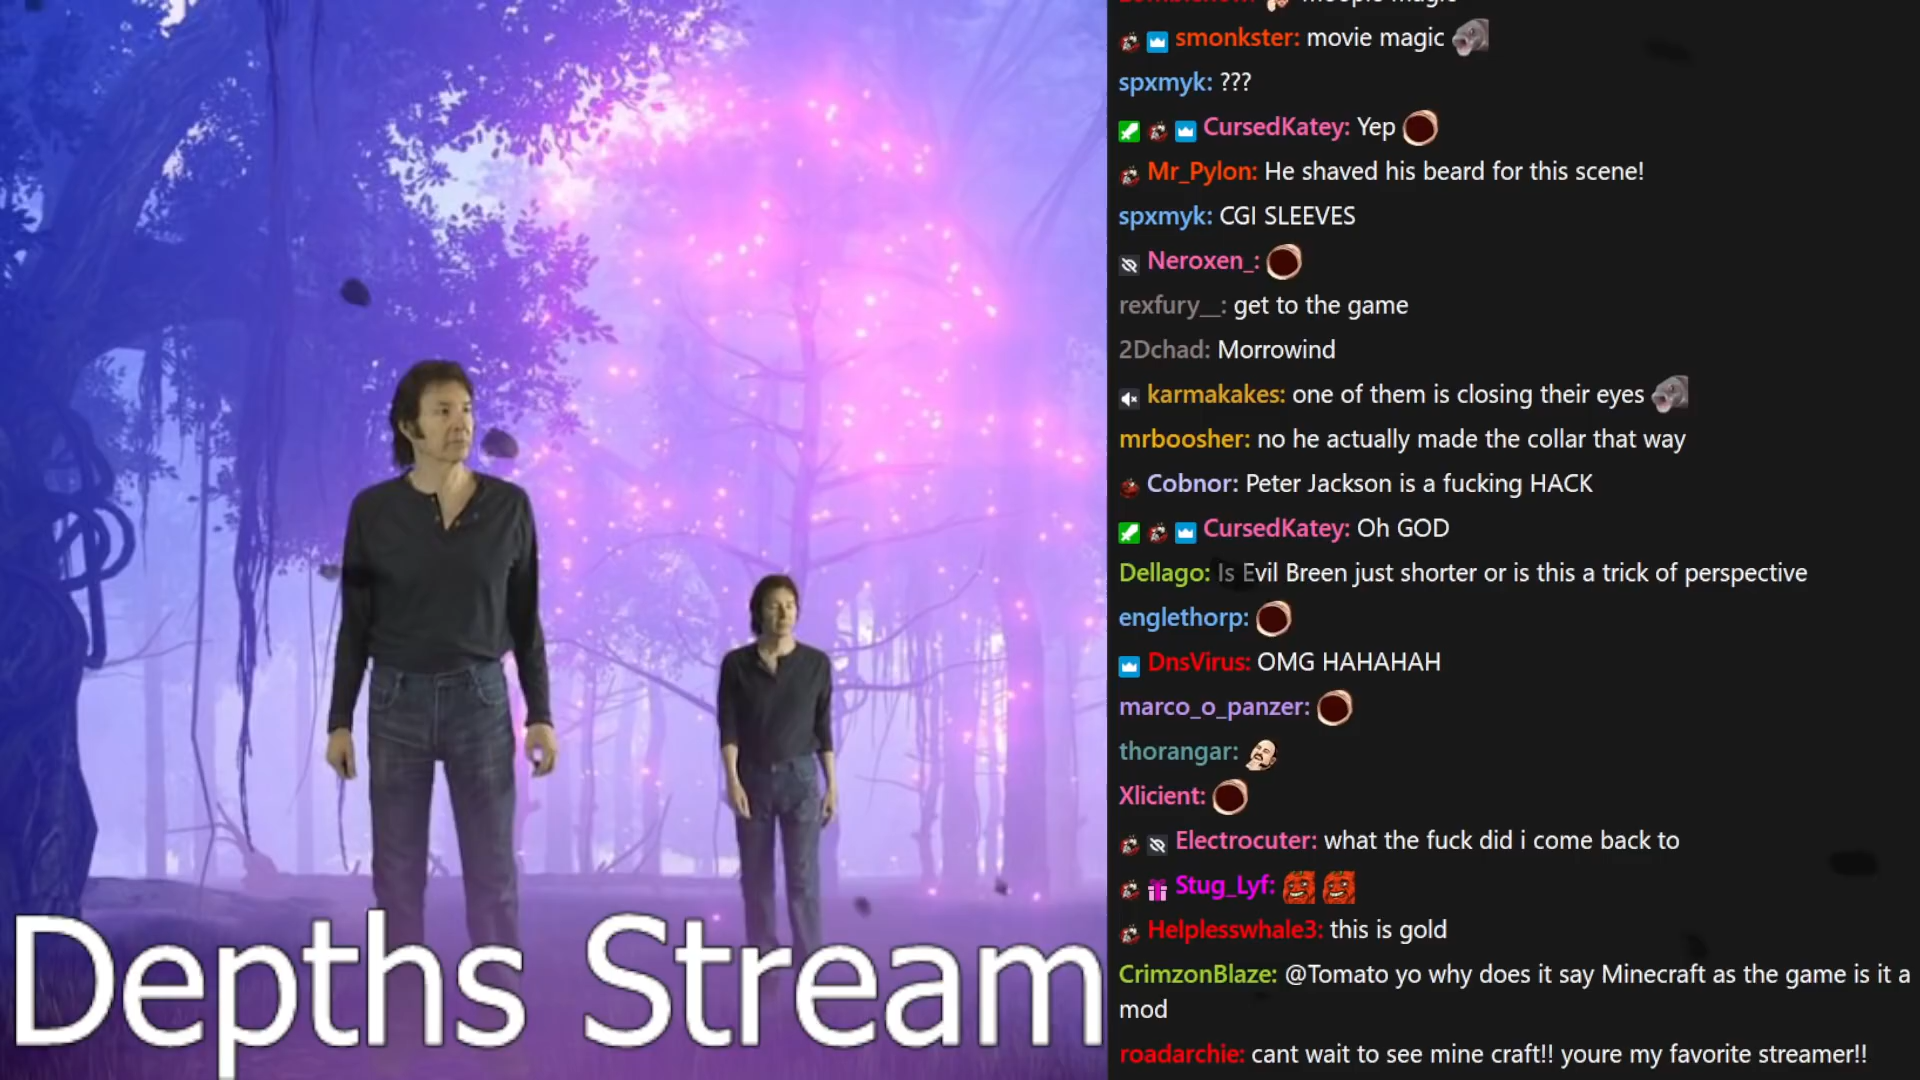 moopie magic
smonkster: movie magic
spxmyk: ???
CursedKatey: Yep
Mr_Pylon: He shaved his beard for this scene!
spxmyk: CGI SLEEVES
Neroxen_:
rexfury__: get to the game
2Dchad: Morrowind
karmakakes: one of them is closing their eyes
mrboosher: no he actually made the collar that way
Cobnor: Peter Jackson is a fucking HACK
CursedKatey: Oh GOD
Dellago: Is Evil Breen just shorter or is this a trick of perspective
englethorp:
DnsVirus: OMG HAHAHAH
marco_o_panzer:
thorangar:
Xlicient:
Electrocuter: what the fuck did i come back to
Stug_Lyf:
Helplesswhale3: this is gold
CrimzonBlaze: @Tomato yo why does it say Minecraft as the game is it a
mod
roadarchie: cant wait to see mine craft!! youre my favorite streamer!!
Depths Stream